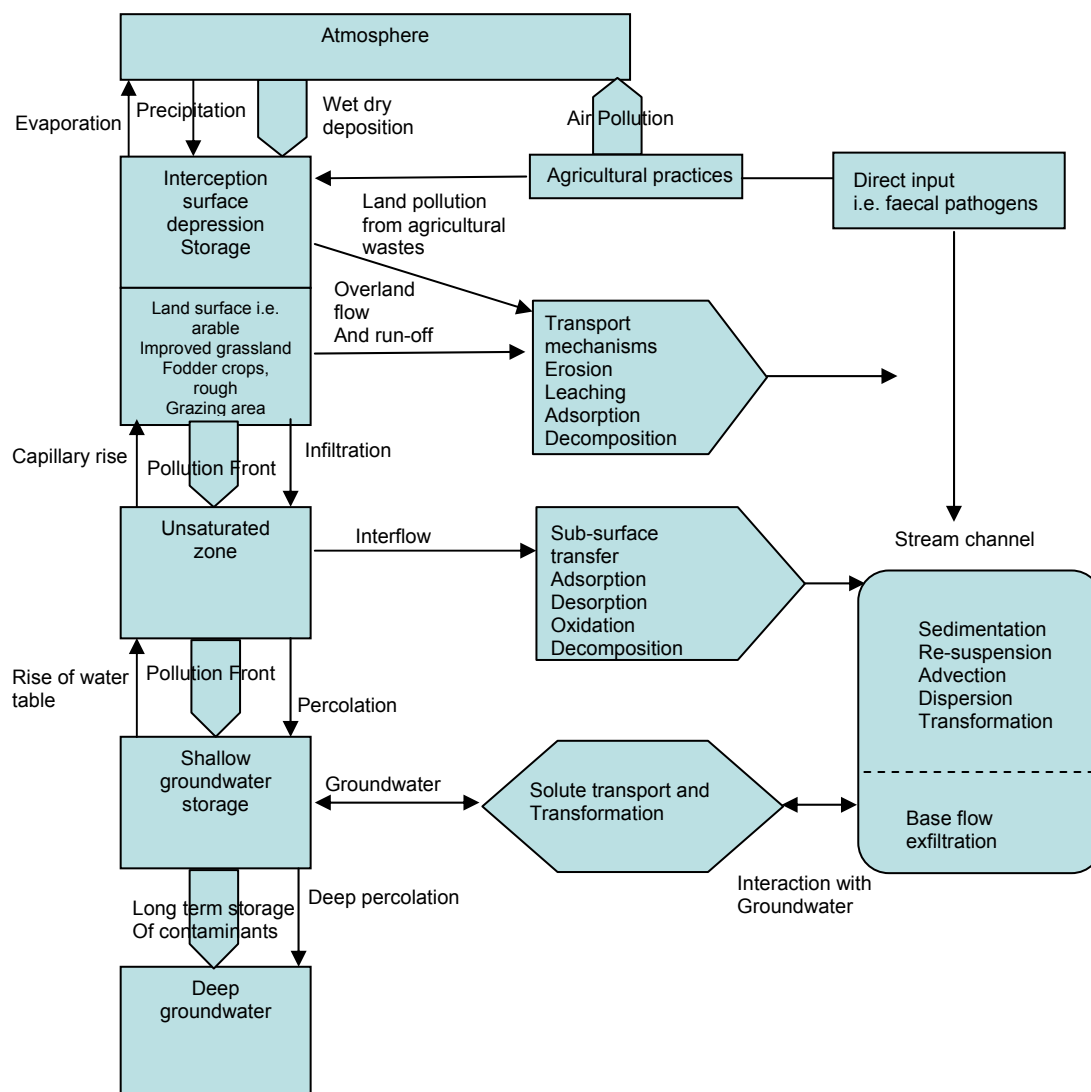 Atmosphere
Evaporation
Precipitation
Wet dry
deposition
Air Pollution
Interception
surface
depression
Storage
Agricultural practices
Direct input
i.e. faecal pathogens
Land pollution
from agricultural
wastes
Land surface i.e.
arable
Improved grassland
Fodder crops,
rough
Grazing area
Overland
flow
And run-off
Transport
mechanisms
Erosion
Leaching
Adsorption
Decomposition
Capillary rise
Pollution Front
Infiltration
Unsaturated
zone
Interflow
Sub-surface
transfer
Adsorption
Desorption
Oxidation
Decomposition
Stream channel
Sedimentation
Re-suspension
Advection
Dispersion
Transformation
Rise of water
table
Pollution Front
Percolation
Shallow
groundwater
storage
Groundwater
Solute transport and
Transformation
Base flow
exfiltration
Interaction with
Groundwater
Long term storage
Of contaminants
Deep percolation
Deep
groundwater